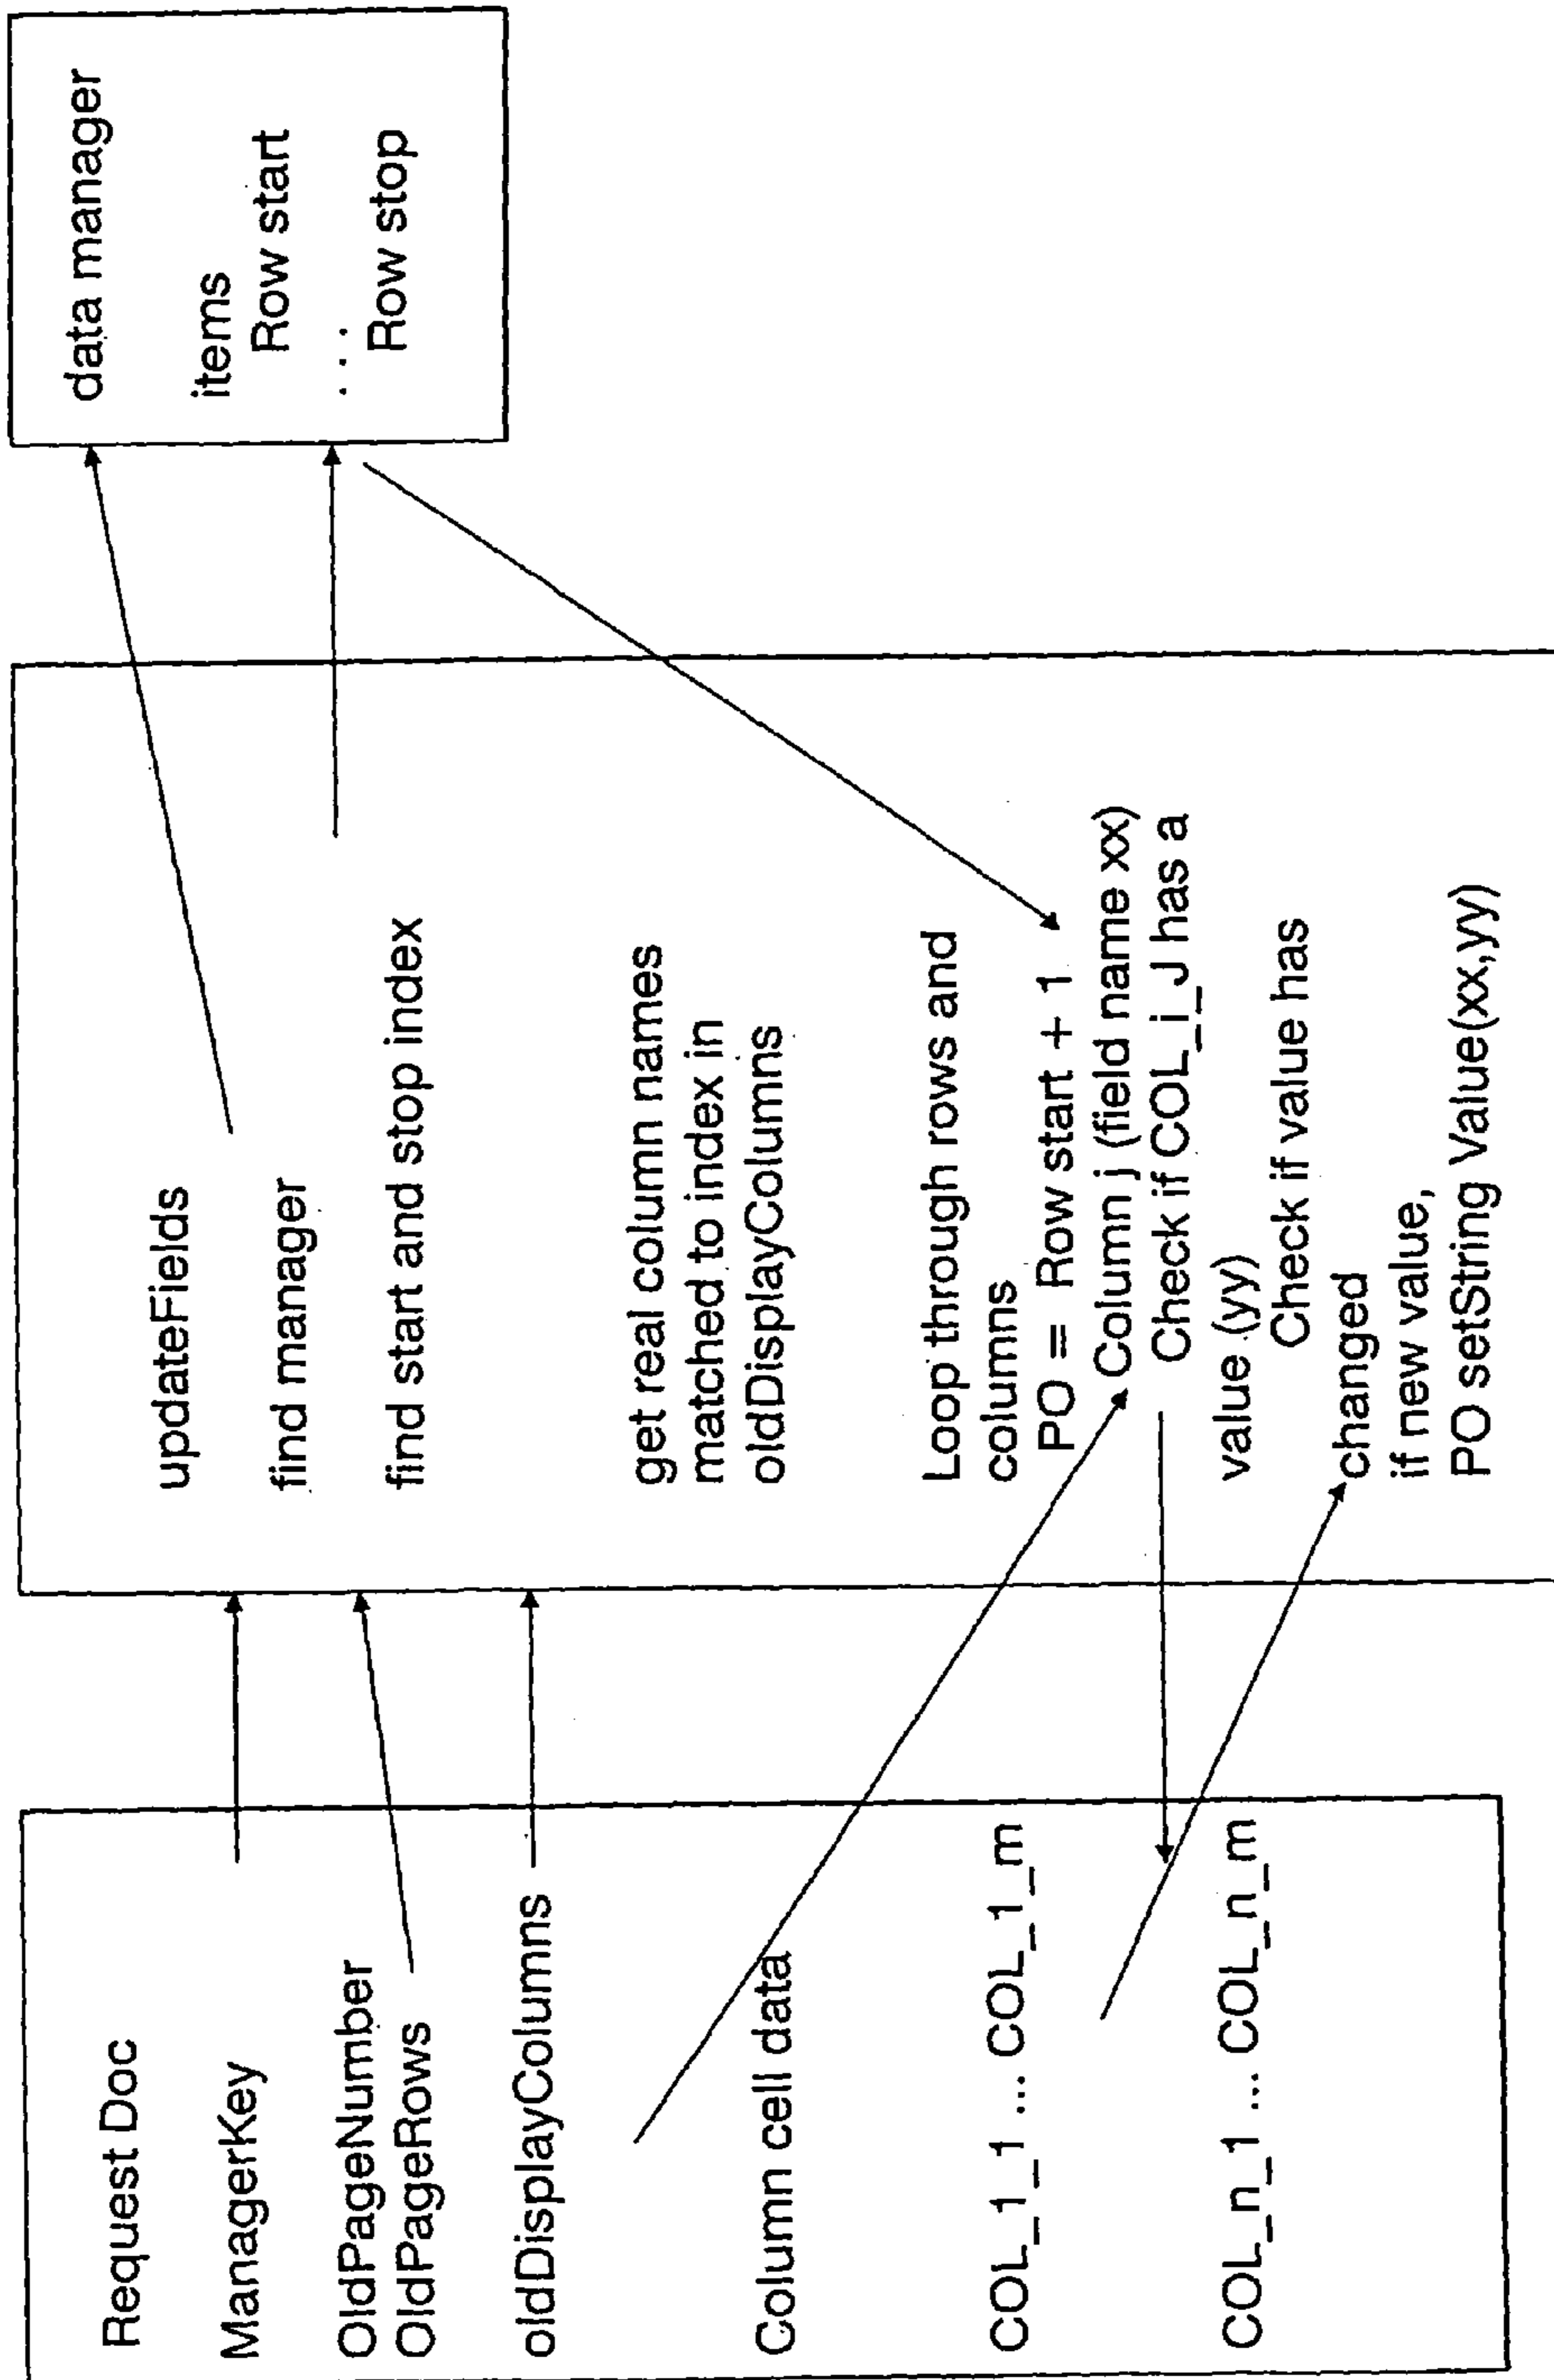 Request Doc
ManagerKey
OldPageNumber
OldPageRows
oldDisplayColumns
Column cell data
COL_1_1 ... COL_1_m
COL_n_1 ... COL_n_m
updateFields
find manager
find start and stop index
get real column names
matched to index in
oldDisplayColumns
Loop through rows and
columns
PO = Row start + 1
Column j (field name xx)
Check if COL_i_J has a
value (yy)
Check if value has
changed
if new value,
PO setString Value(xx,yy)
data manager
items
Row start
...
Row stop